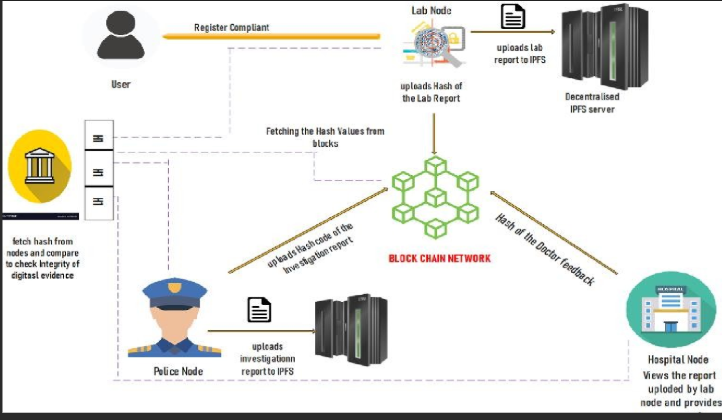 Lab Node
Register Compliant
uploads lab
report to IPFS
User
uploads Hash of
the Lab Report
Decentralised
IPFS server
Fetching the Hash Values from
blocks
fetch hash from
nodes and compare
to check integrity of
digitasl evidence
uploads Hash code of the
Investigation report
Hash of the Doctor feedback
BLOCK CHAIN NETWORK
HOSPITAL
Police Node
uploads
investigationn
report to IPFS
Hospital Node
Views the report
uploded by lab
node and provides